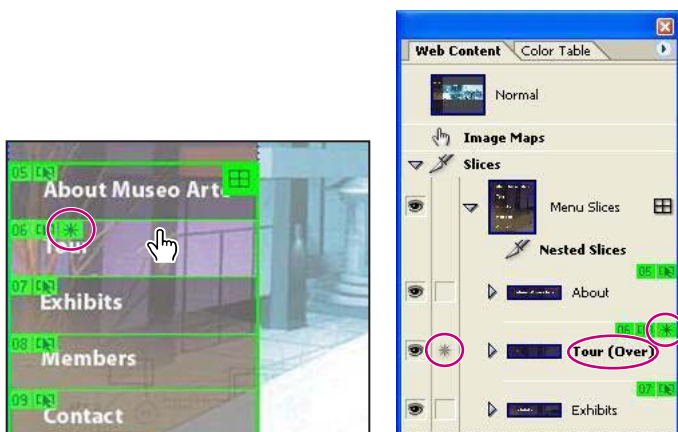 05
About Museo Arte
06
Tour
07
Exhibits
08
Members
09
Contact
Web Content Color Table
Normal
Image Maps
Slices
Menu Slices
Nested Slices
05
About
06
Tour (Over)
07
Exhibits